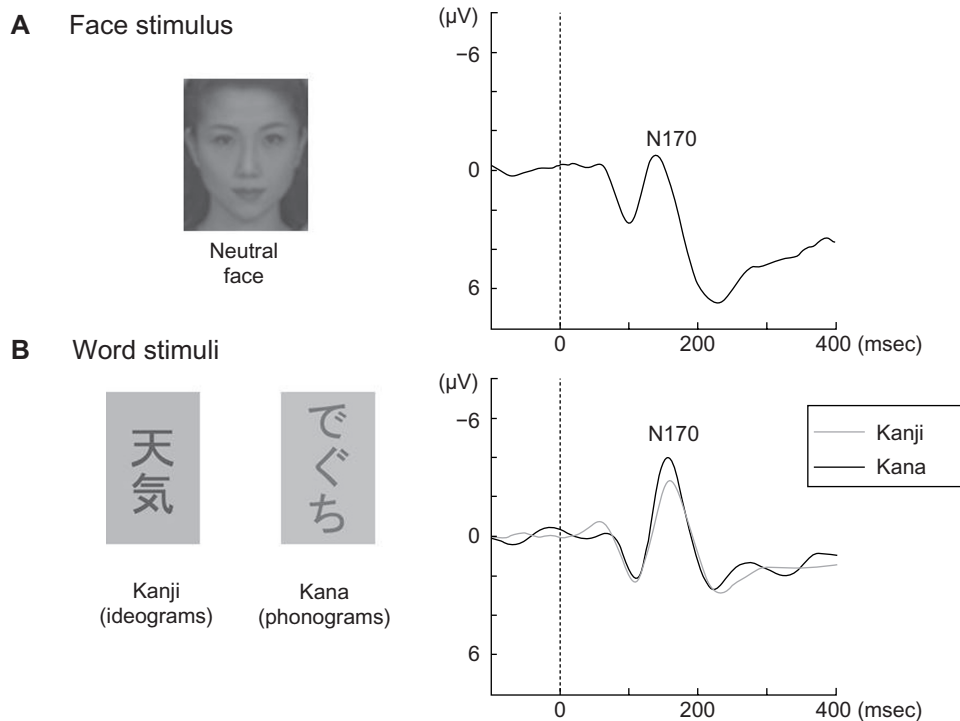 A Face stimulus
Neutral
face
(μV)
−6
0
6
N170
0
200
400 (msec)
B Word stimuli
天気
でぐち
Kanji
(ideograms)
Kana
(phonograms)
(μV)
−6
0
6
N170
Kanji
Kana
0
200
400 (msec)